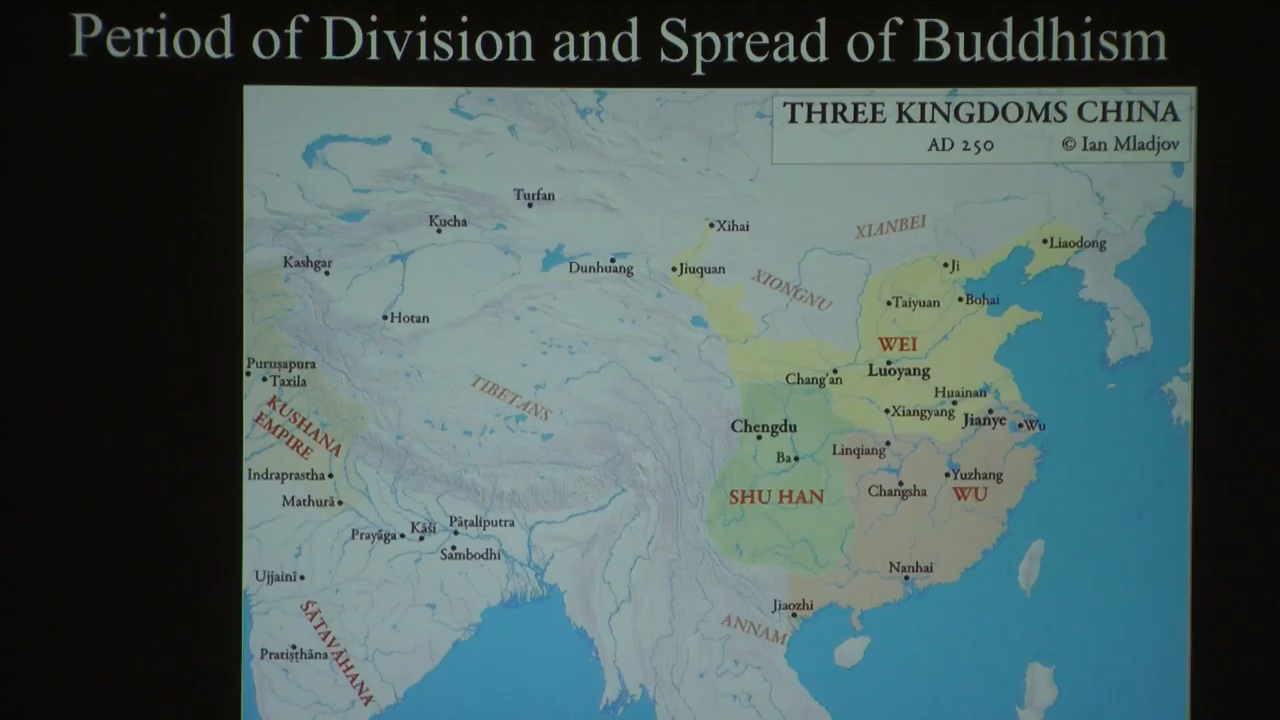 Period of Division and Spread of Buddhism
THREE KINGDOMS CHINA
AD 250 © Ian Mladjov
Turfan
Kucha
Xihai
XIANBEI
Liaodong
Kashgar
Dunhuang
Jiuquan
Ji
XIONGNU
Taiyuan
Bohai
Hotan
WEI
Puruṣapura
Taxila
Luoyang
Chang'an
TIBETANS
Huainan
KUSHANA
EMPIRE
Xiangyang
Jianye
Wu
Chengdu
Linqiang
Ba
Indraprastha
Yuzhang
Changsha
WU
SHU HAN
Mathurā
Prayāga
Kāśī
Pāṭaliputra
Sambodhi
Ujjainī
Nanhai
Jiaozhi
ANNAM
ŚĀTAVĀHANA
Pratiṣṭhāna